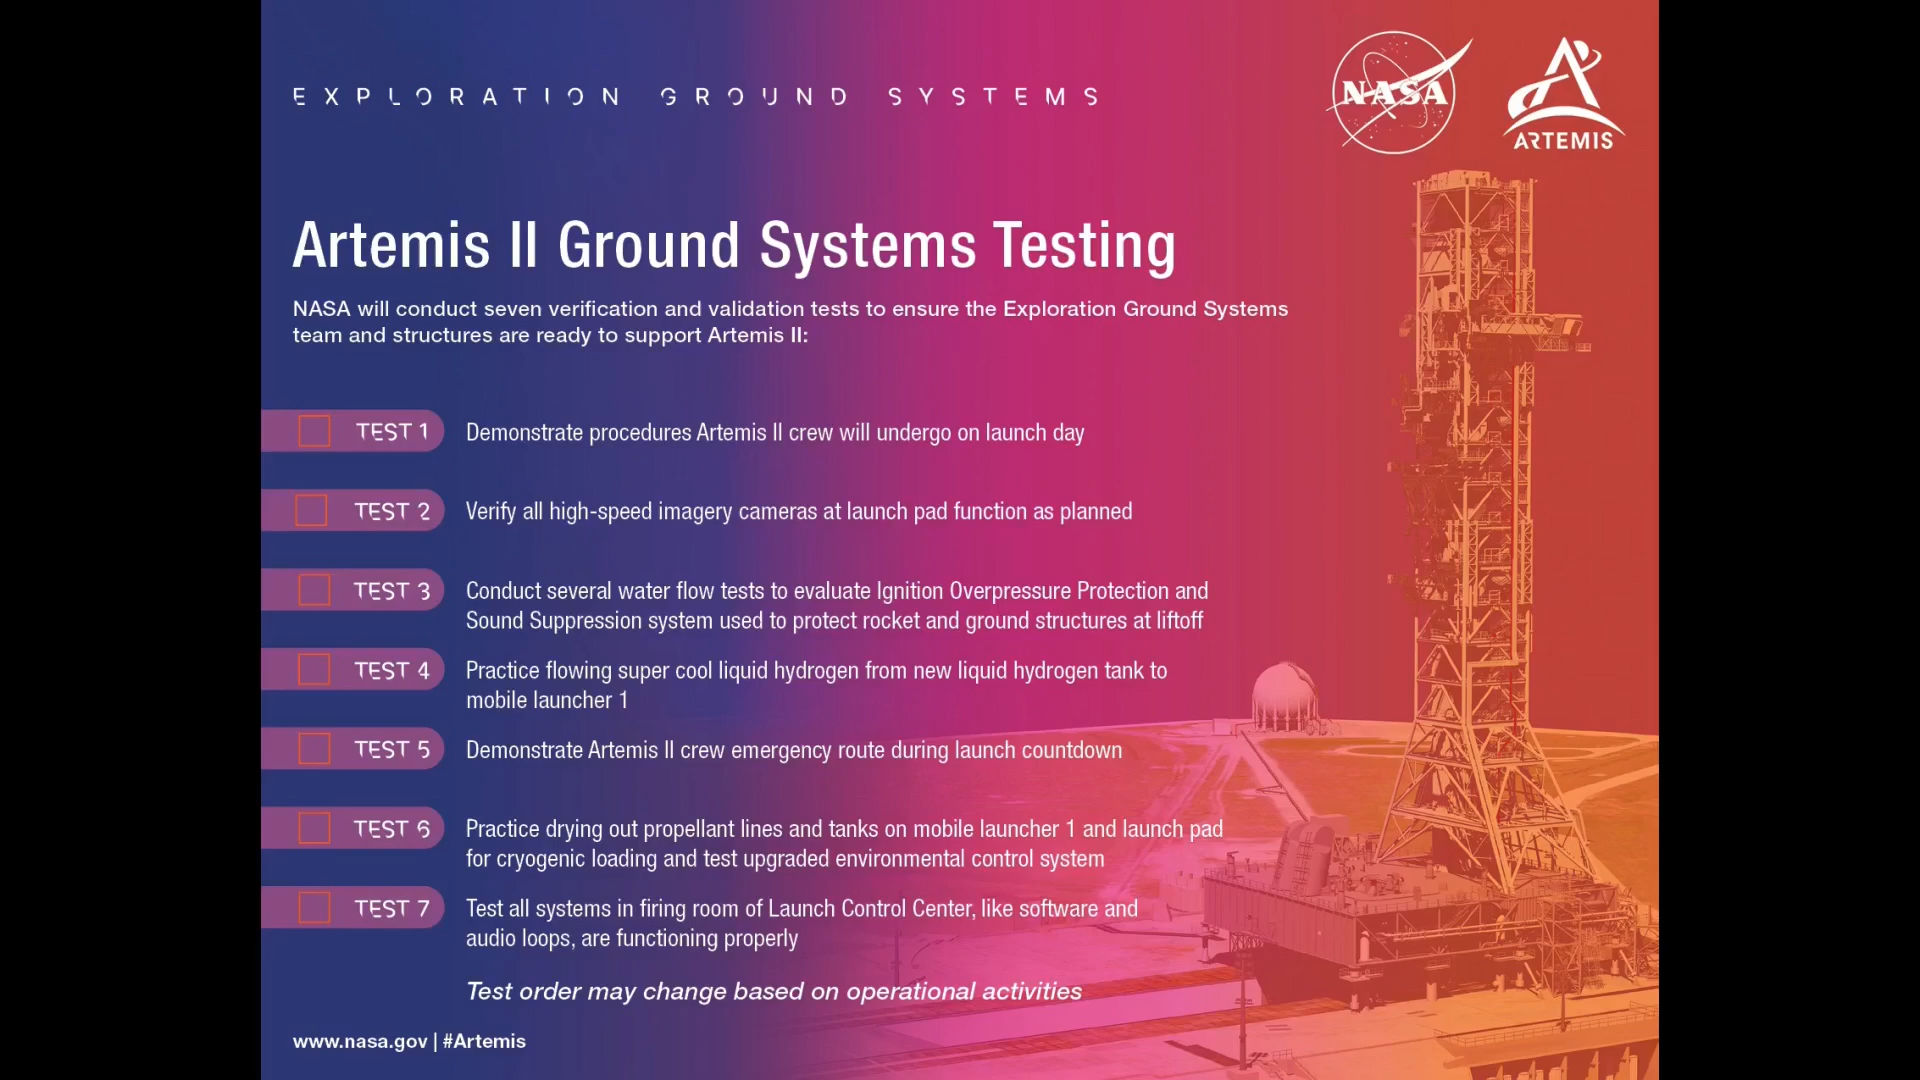 EXPLORATION GROUND SYSTEMS
NASA
ARTEMIS
Artemis II Ground Systems Testing
NASA will conduct seven verification and validation tests to ensure the Exploration Ground Systems
team and structures are ready to support Artemis II:
TEST 1 Demonstrate procedures Artemis II crew will undergo on launch day
TEST 2 Verify all high-speed imagery cameras at launch pad function as planned
TEST 3 Conduct several water flow tests to evaluate Ignition Overpressure Protection and
Sound Suppression system used to protect rocket and ground structures at liftoff
TEST 4 Practice flowing super cool liquid hydrogen from new liquid hydrogen tank to
mobile launcher 1
TEST 5 Demonstrate Artemis II crew emergency route during launch countdown
TEST 6 Practice drying out propellant lines and tanks on mobile launcher 1 and launch pad
for cryogenic loading and test upgraded environmental control system
TEST 7 Test all systems in firing room of Launch Control Center, like software and
audio loops, are functioning properly
Test order may change based on operational activities
www.nasa.gov | #Artemis